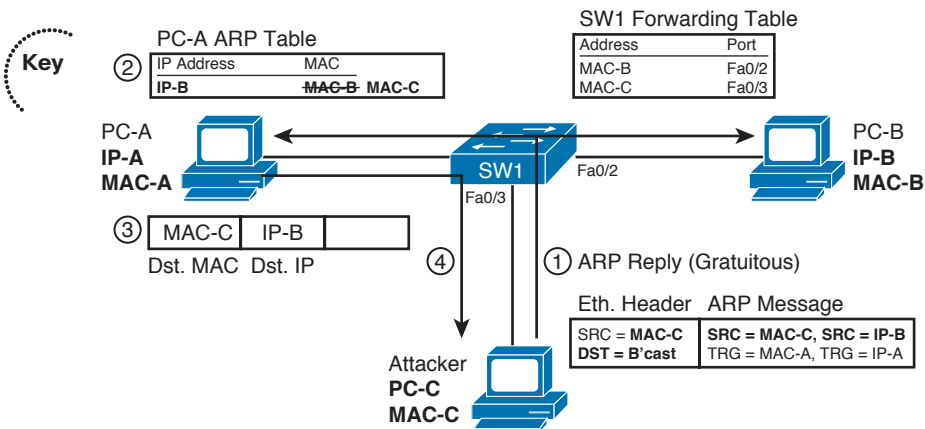 Key
PC-A ARP Table
② IP Address MAC
IP-B MAC-B MAC-C
SW1 Forwarding Table
Address Port
MAC-B Fa0/2
MAC-C Fa0/3
PC-A
IP-A
MAC-A
SW1
Fa0/2
Fa0/3
PC-B
IP-B
MAC-B
③ MAC-C IP-B
Dst. MAC Dst. IP
④
① ARP Reply (Gratuitous)
Eth. Header ARP Message
SRC = MAC-C SRC = MAC-C, SRC = IP-B
DST = B'cast TRG = MAC-A, TRG = IP-A
Attacker
PC-C
MAC-C